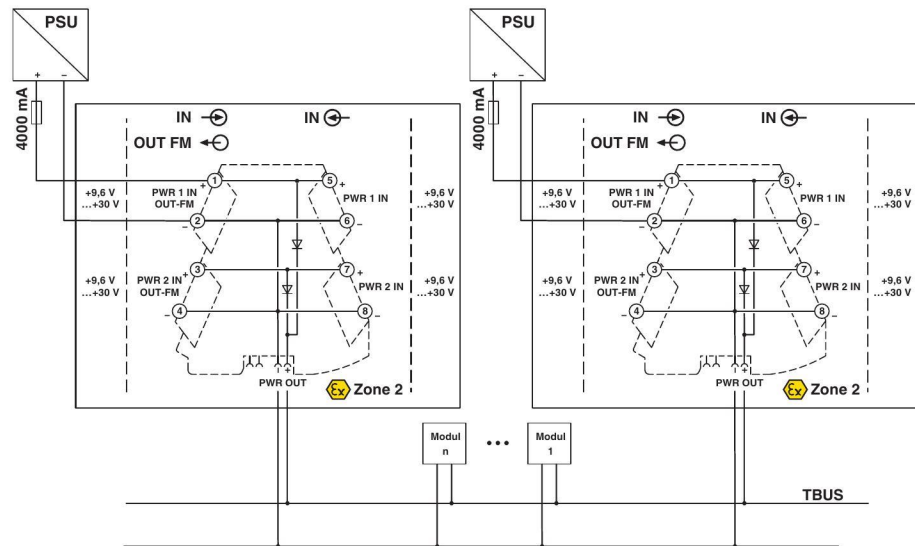 PSU
+ –
4000 mA
IN
OUT FM
IN
1
5
+
+
PWR 1 IN
OUT-FM
PWR 1 IN
+9,6 V
...+30 V
+9,6 V
...+30 V
2
6
–
–
3
7
+
+
PWR 2 IN
OUT-FM
PWR 2 IN
+9,6 V
...+30 V
+9,6 V
...+30 V
4
8
–
–
– +
PWR OUT
Ex Zone 2
PSU
+ –
4000 mA
IN
OUT FM
IN
1
5
+
+
PWR 1 IN
OUT-FM
PWR 1 IN
+9,6 V
...+30 V
+9,6 V
...+30 V
2
6
–
–
3
7
+
+
PWR 2 IN
OUT-FM
PWR 2 IN
+9,6 V
...+30 V
+9,6 V
...+30 V
4
8
–
–
– +
PWR OUT
Ex Zone 2
Modul
n
...
Modul
1
TBUS